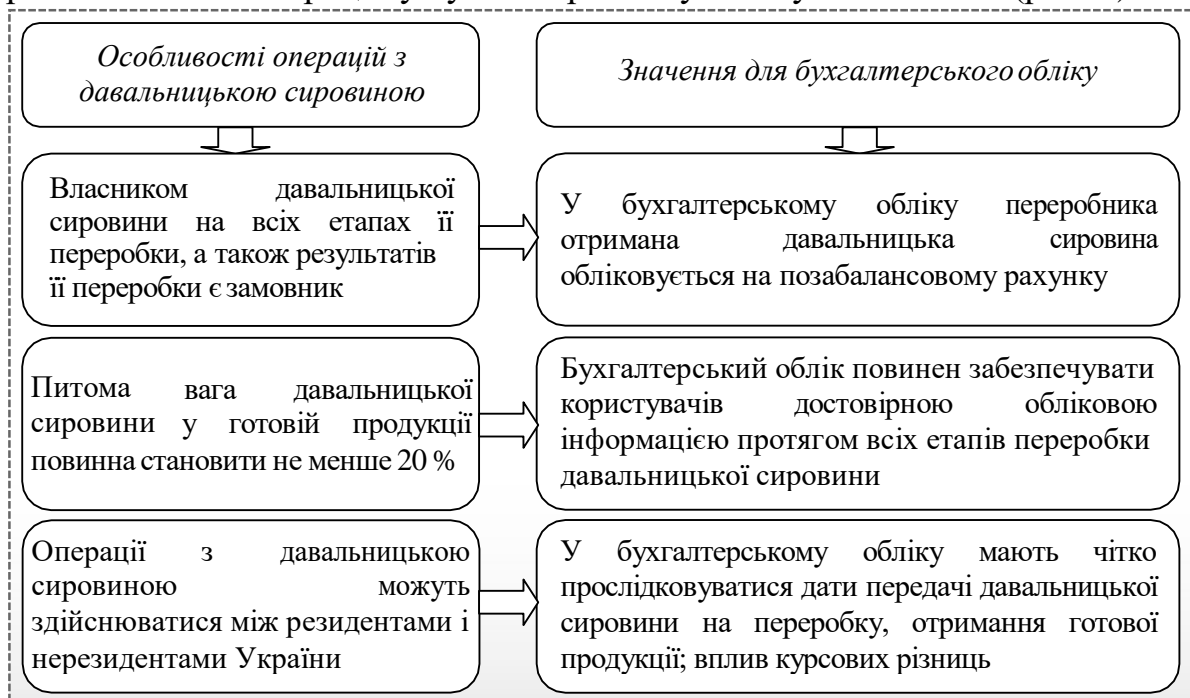 Особливості операцій з
давальницькою сировиною
Значення для бухгалтерського обліку
Власником давальницької
сировини на всіх етапах її
переробки, а також результатів
її переробки є замовник
У бухгалтерському обліку переробника
отримана давальницька сировина
обліковується на позабалансовому рахунку
Питома вага давальницької
сировини у готовій продукції
повинна становити не менше 20 %
Бухгалтерський облік повинен забезпечувати
користувачів достовірною обліковою
інформацією протягом всіх етапів переробки
давальницької сировини
Операції з давальницькою
сировиною можуть
здійснюватися між резидентами і
нерезидентами України
У бухгалтерському обліку мають чітко
прослідковуватися дати передачі давальницької
сировини на переробку, отримання готової
продукції; вплив курсових різниць